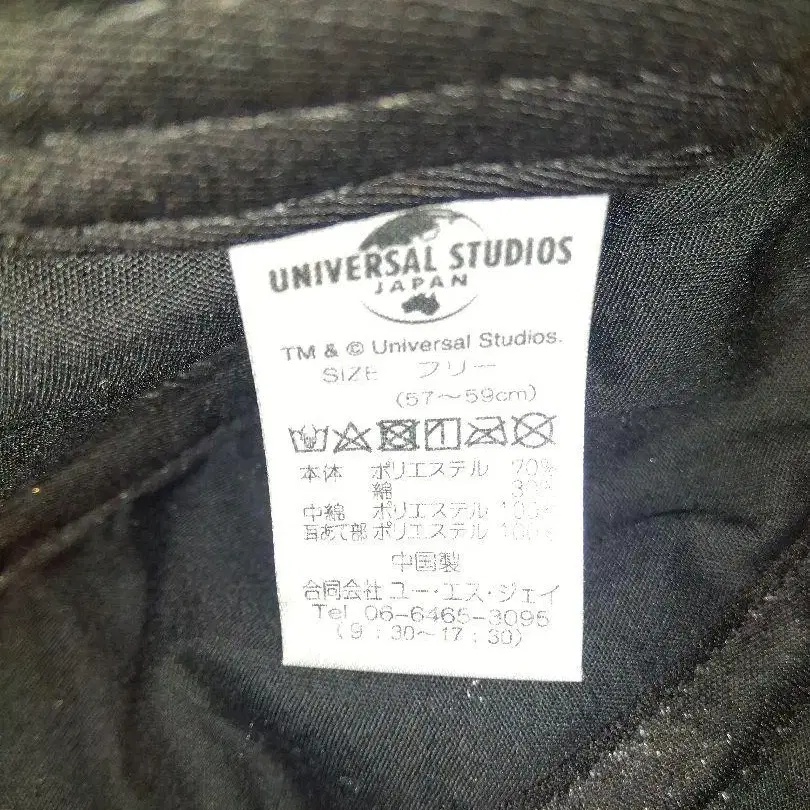 UNIVERSAL STUDIOS
JAPAN
TM & © Universal Studios.
SIZE フリー
(57～59cm)
本体 ポリエステル 70%
綿 30%
中綿 ポリエステル 100%
耳あて部 ポリエステル 100%
中国製
合同会社 ユー・エス・ジェイ
Tel 06-6465-3095
(9:30～17:30)